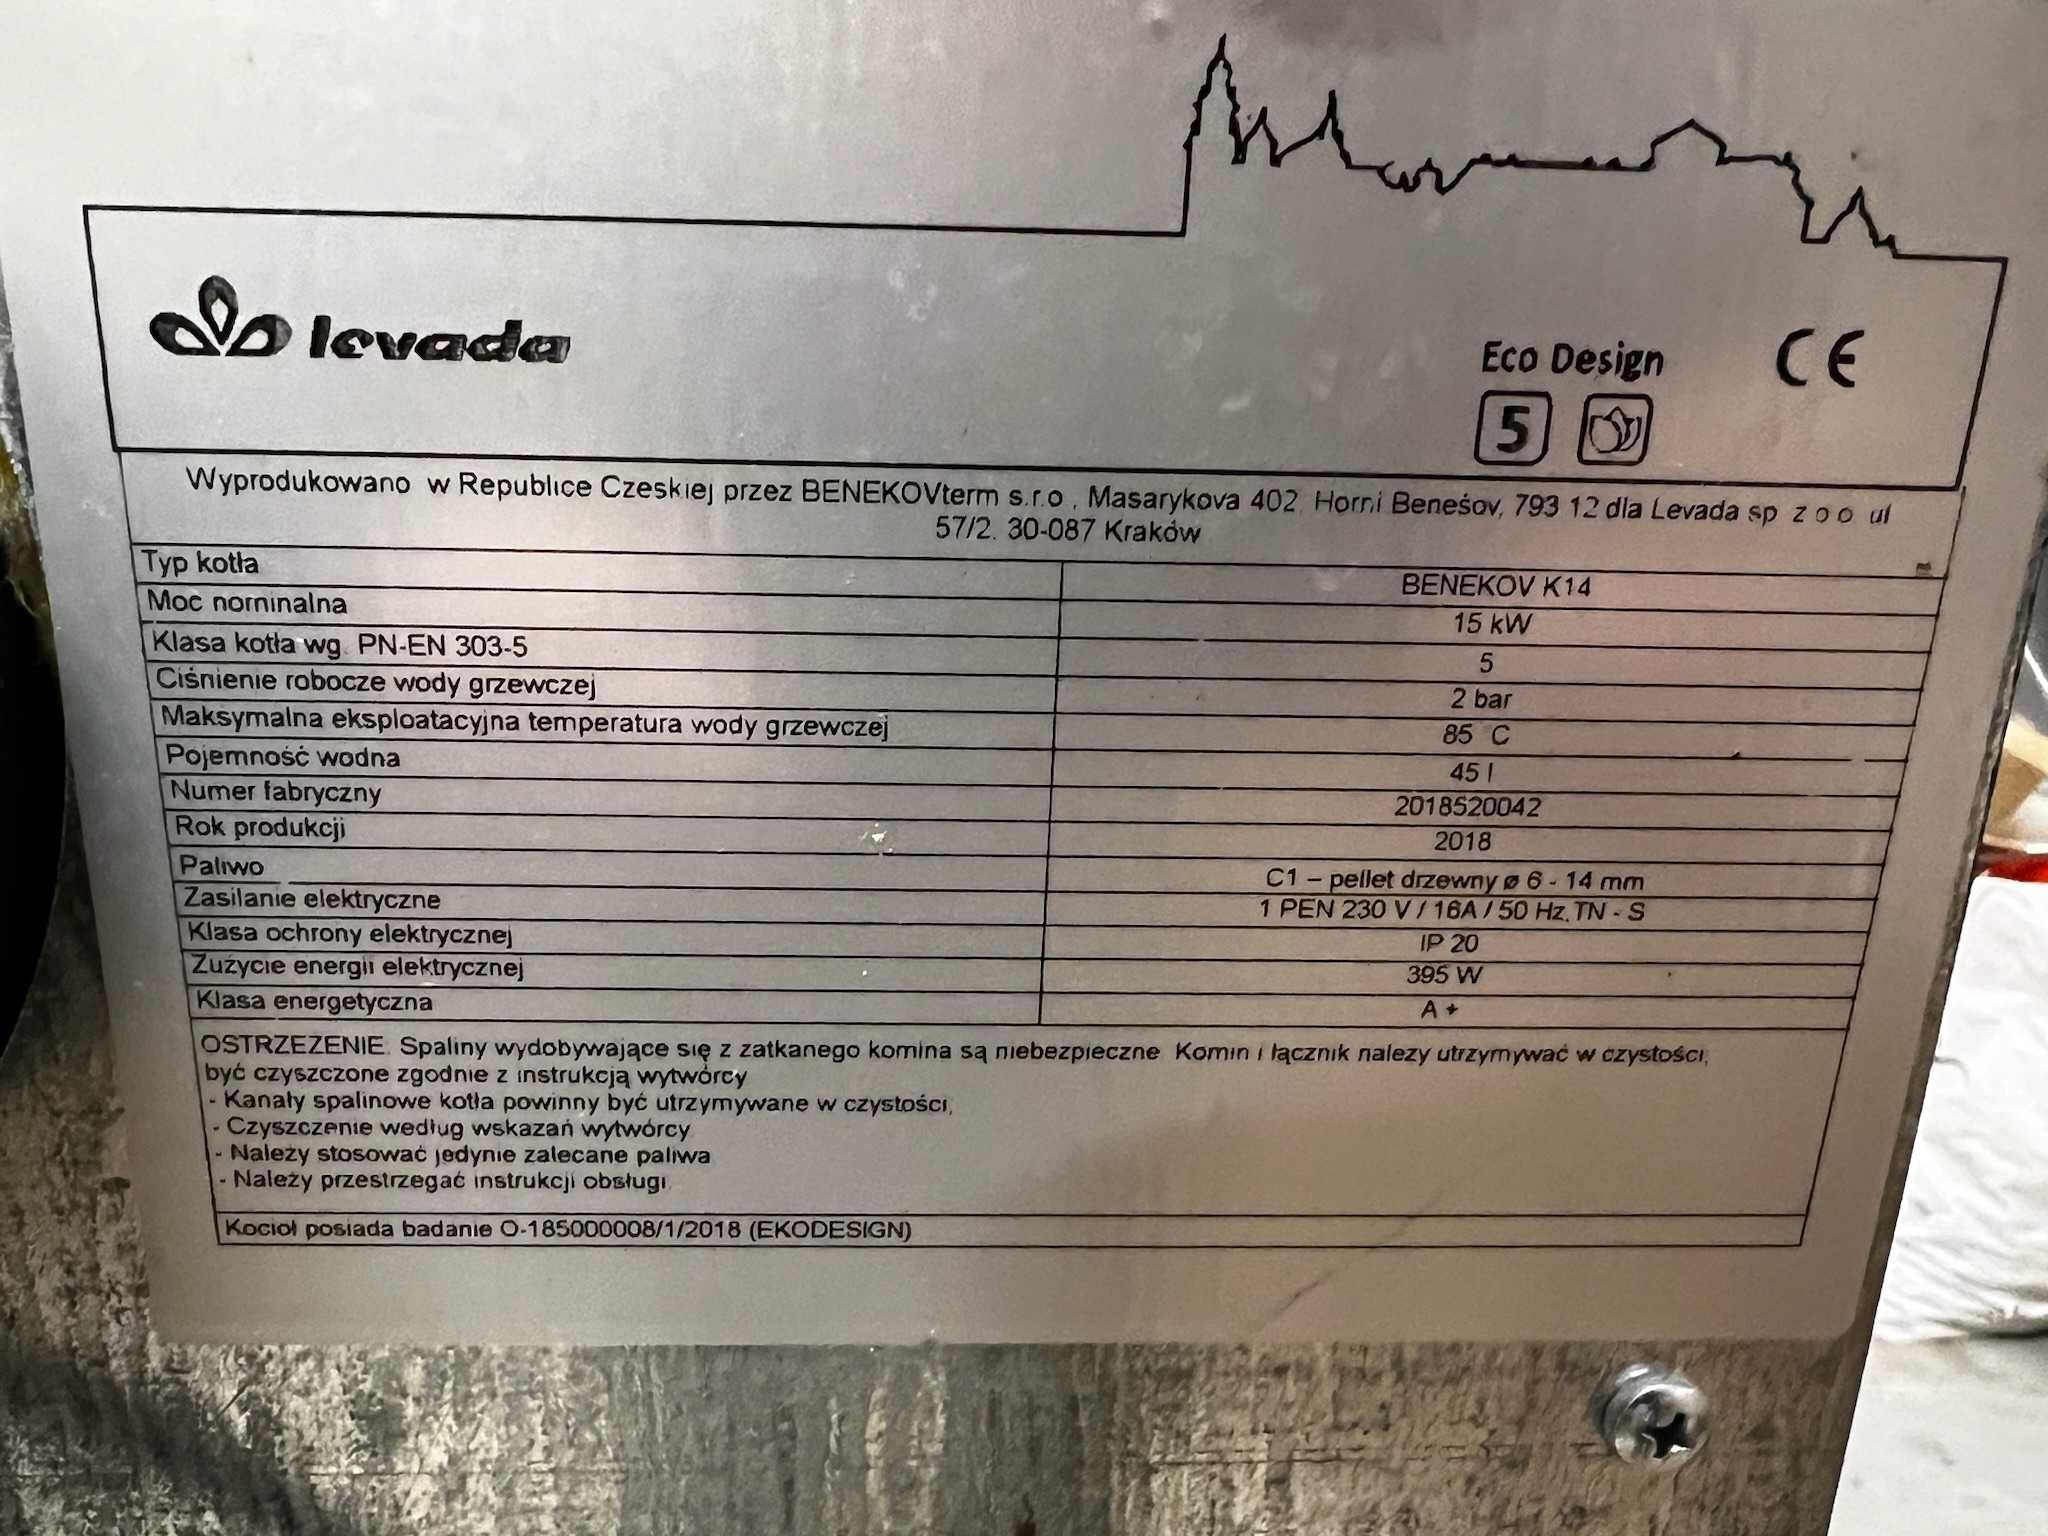 levada
Eco Design
CE
5
Wyprodukowano w Republice Czeskiej przez BENEKOVterm s.r.o., Masarykova 402, Horní Benešov, 793 12 dla Levada sp. z o o ul
57/2. 30-087 Kraków
Typ kotła BENEKOV K14
Moc nominalna 15 kW
Klasa kotła wg. PN-EN 303-5 5
Ciśnienie robocze wody grzewczej 2 bar
Maksymalna eksploatacyjna temperatura wody grzewczej 85 C
Pojemność wodna 45 l
Numer fabryczny 2018520042
Rok produkcji 2018
Paliwo C1 – pellet drzewny ø 6 - 14 mm
Zasilanie elektryczne 1 PEN 230 V / 16A / 50 Hz, TN - S
Klasa ochrony elektrycznej IP 20
Zużycie energii elektrycznej 395 W
Klasa energetyczna A +
OSTRZEŻENIE. Spaliny wydobywające się z zatkanego komina są niebezpieczne. Komin i łącznik należy utrzymywać w czystości,
być czyszczone zgodnie z instrukcją wytwórcy
- Kanały spalinowe kotła powinny być utrzymywane w czystości,
- Czyszczenie według wskazań wytwórcy
- Należy stosować jedynie zalecane paliwa
- Należy przestrzegać instrukcji obsługi
Kocioł posiada badanie O-185000008/1/2018 (EKODESIGN)